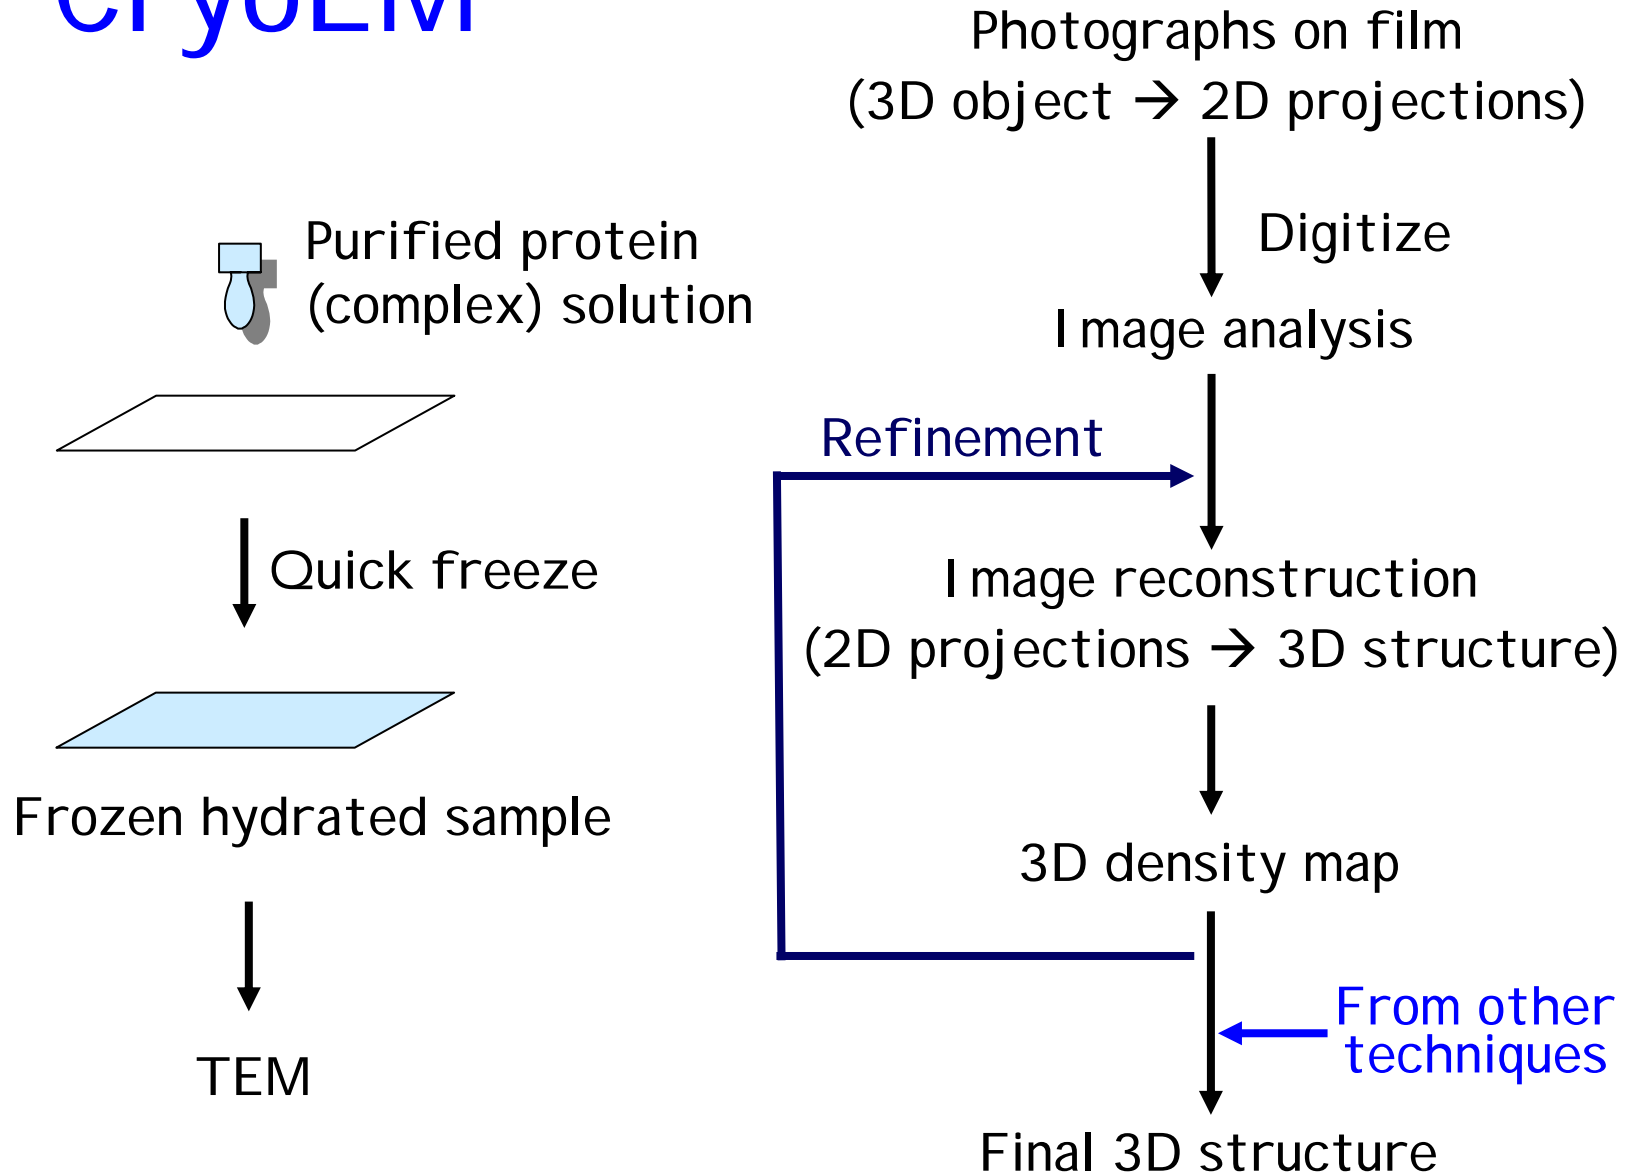 cryoEM
Purified protein
(complex) solution
Quick freeze
Frozen hydrated sample
TEM
Photographs on film
(3D object → 2D projections)
Digitize
Image analysis
Refinement
Image reconstruction
(2D projections → 3D structure)
3D density map
From other
techniques
Final 3D structure